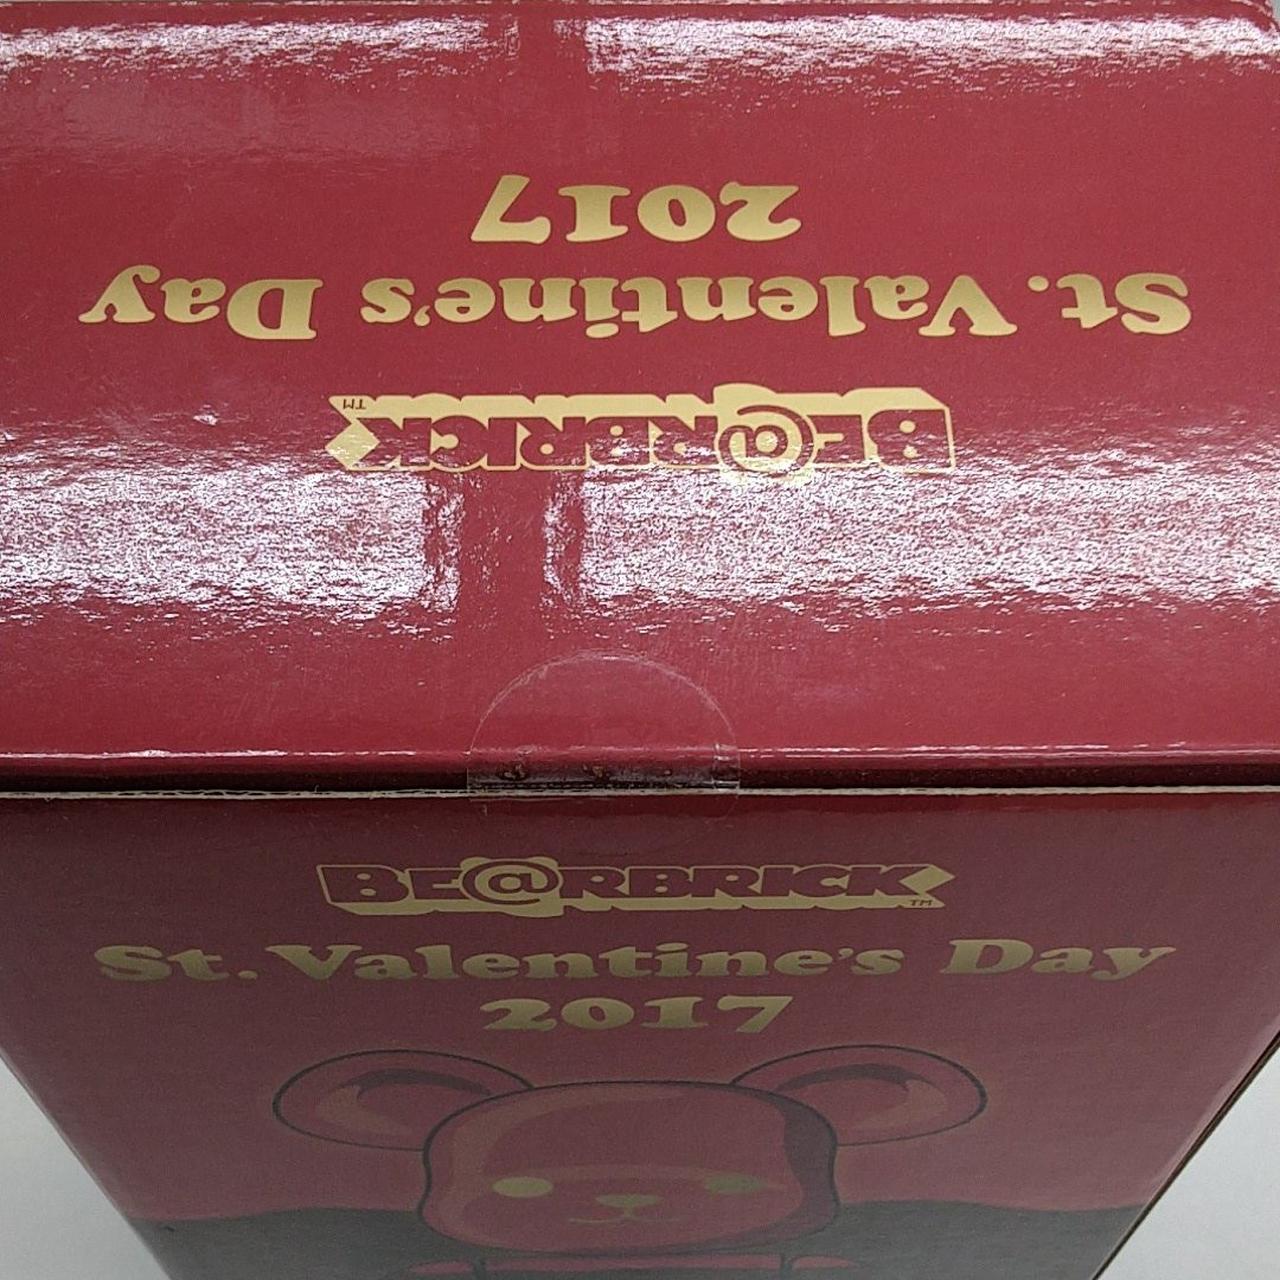 BE@RBRICK™
St. Valentine's Day
2017
BE@RBRICK™
St. Valentine's Day
2017